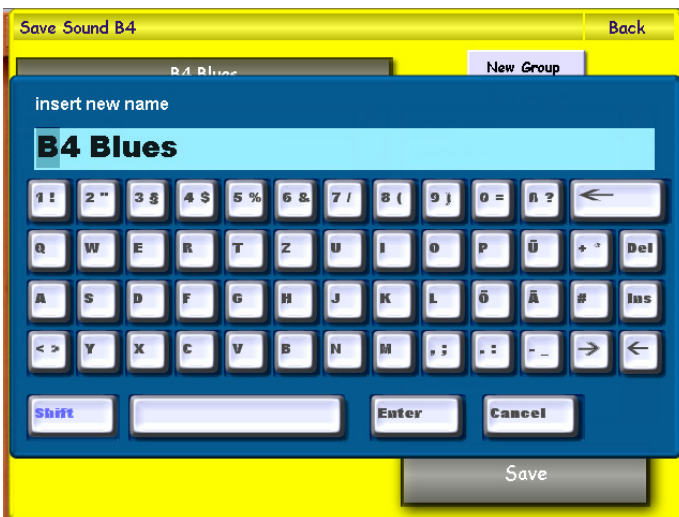 Save Sound B4 Back
B4 Blues New Group
insert new name
B4 Blues
1 ! 2 " 3 § 4 $ 5 % 6 & 7 / 8 ( 9 ) 0 = ß ? ←
Q W E R T Z U I O P Ü + * Del
A S D F G H J K L Ö Ä # Ins
< > Y X C V B N M , ; . : - _ → ←
Shift Enter Cancel
Save